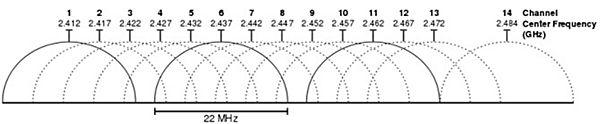 1 2 3 4 5 6 7 8 9 10 11 12 13 14 Channel
2.412 2.417 2.422 2.427 2.432 2.437 2.442 2.447 2.452 2.457 2.462 2.467 2.472 2.484 Center Frequency
(GHz)
22 MHz